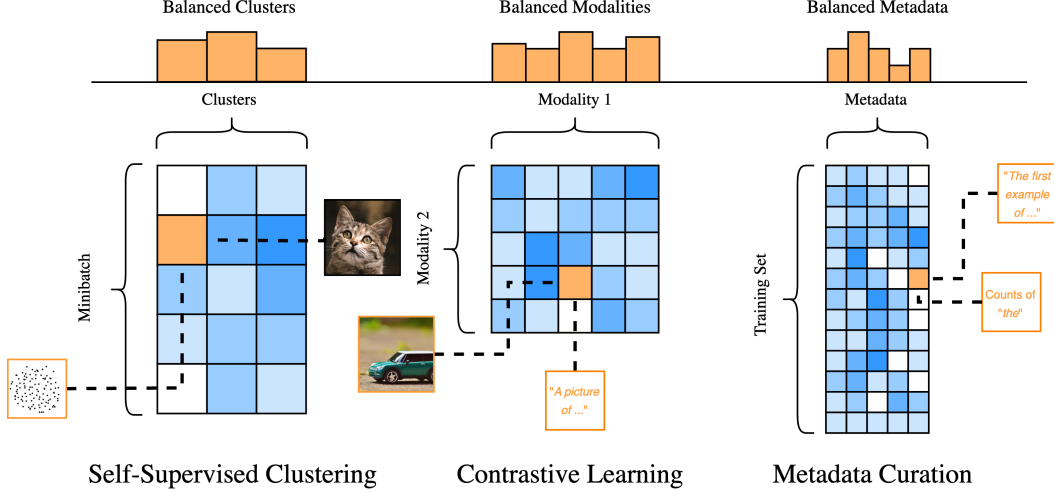 Balanced Clusters
Balanced Modalities
Balanced Metadata
Clusters
Modality 1
Metadata
Minibatch
Modality 2
Training Set
"The first
example
of ..."
Counts of
"the"
"A picture
of ..."
Self-Supervised Clustering
Contrastive Learning
Metadata Curation